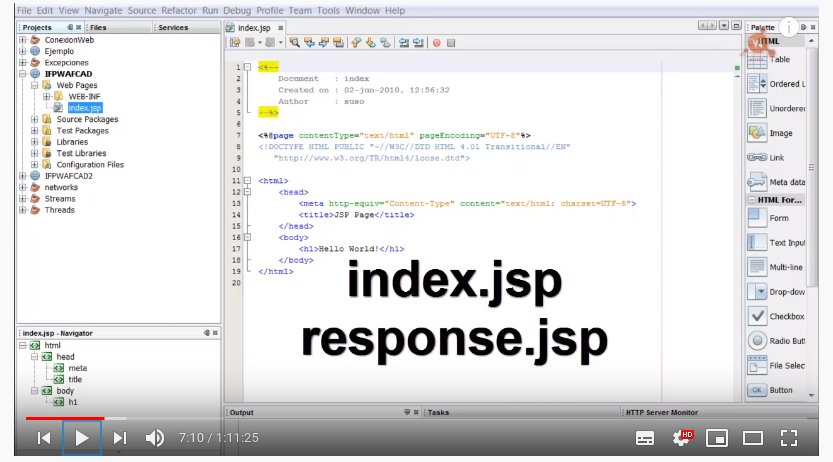 File Edit View Navigate Source Refactor Run Debug Profile Team Tools Window Help
Projects
Files
Services
ConexionWeb
Ejemplo
Excepciones
IFPWAFCAD
Web Pages
WEB-INF
index.jsp
Source Packages
Test Packages
Libraries
Test Libraries
Configuration Files
IFPWAFCAD2
networks
Streams
Threads
index.jsp - Navigator
html
head
meta
title
body
h1
index.jsp
1 <%--
2 Document : index
3 Created on : 02-jun-2010, 12:56:32
4 Author : suso
5 --%>
6
7 <%@page contentType="text/html" pageEncoding="UTF-8"%>
8 <!DOCTYPE HTML PUBLIC "-//W3C//DTD HTML 4.01 Transitional//EN"
9 "http://www.w3.org/TR/html4/loose.dtd">
10
11 <html>
12 <head>
13 <meta http-equiv="Content-Type" content="text/html; charset=UTF-8">
14 <title>JSP Page</title>
15 </head>
16 <body>
17 <h1>Hello World!</h1>
18 </body>
19 </html>
20
index.jsp
response.jsp
Output
Tasks
HTTP Server Monitor
Palette
HTML
Table
Ordered L
Unordere
Image
Link
Meta data
HTML For...
Form
Text Input
Multi-line
Drop-dow
Checkbox
Radio But
File Selec
OK Button
7:10 / 1:11:25
HD